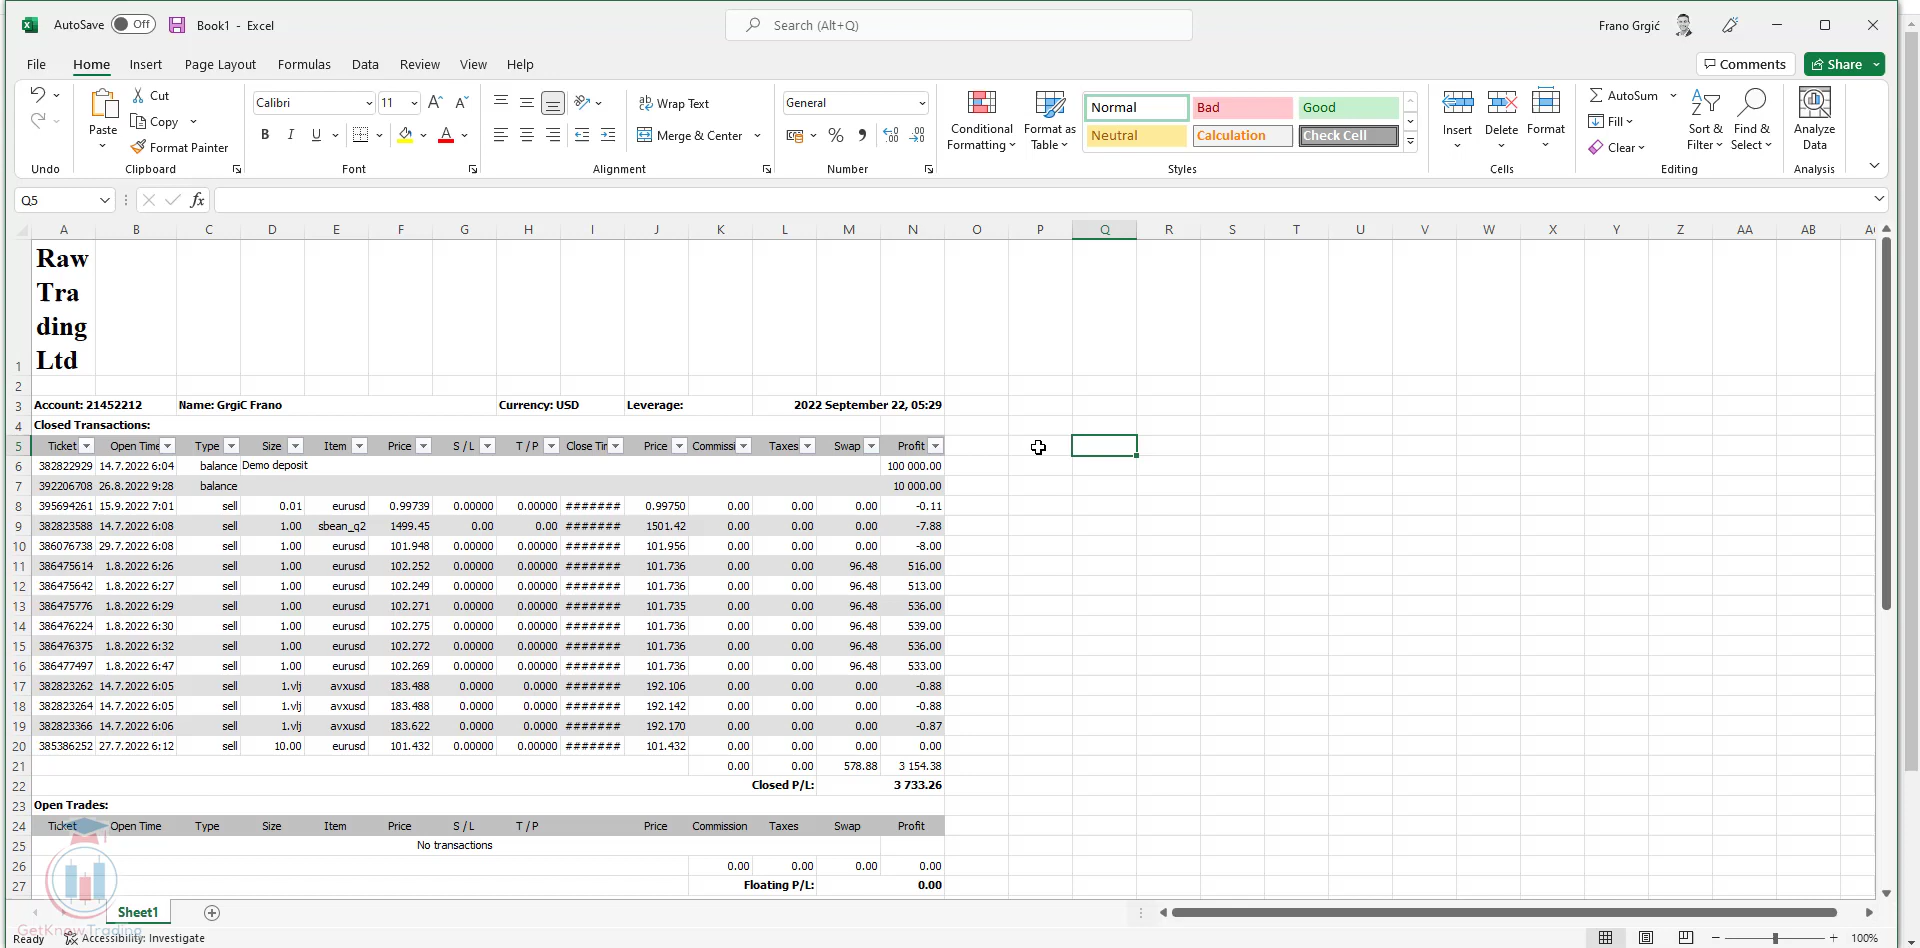 AutoSave Off Book1 - Excel Search (Alt+Q) Frano Grgić
File Home Insert Page Layout Formulas Data Review View Help Comments Share
Cut Calibri 11 Wrap Text General Normal Bad Good AutoSum
Copy Paste Conditional Formatting Format as Table Insert Delete Format Fill Sort & Filter Find & Select Analyze Data
Format Painter B I U A Merge & Center % Neutral Calculation Check Cell Clear
Undo Clipboard Font Alignment Number Styles Cells Editing Analysis
Q5 fx
A B C D E F G H I J K L M N O P Q R S T U V W X Y Z AA AB
1 Raw
Tra
ding
Ltd
2
3 Account: 21452212 Name: GrgiC Frano Currency: USD Leverage: 2022 September 22, 05:29
4 Closed Transactions:
5 Ticket Open Time Type Size Item Price S / L T / P Close Tir Price Commissi Taxes Swap Profit
6 382822929 14.7.2022 6:04 balance Demo deposit 100 000.00
7 392206708 26.8.2022 9:28 balance 10 000.00
8 395694261 15.9.2022 7:01 sell 0.01 eurusd 0.99739 0.00000 0.00000 ####### 0.99750 0.00 0.00 0.00 -0.11
9 382823588 14.7.2022 6:08 sell 1.00 sbean_q2 1499.45 0.00 0.00 ####### 1501.42 0.00 0.00 0.00 -7.88
10 386076738 29.7.2022 6:08 sell 1.00 eurusd 101.948 0.00000 0.00000 ####### 101.956 0.00 0.00 0.00 -8.00
11 386475614 1.8.2022 6:26 sell 1.00 eurusd 102.252 0.00000 0.00000 ####### 101.736 0.00 0.00 96.48 516.00
12 386475642 1.8.2022 6:27 sell 1.00 eurusd 102.249 0.00000 0.00000 ####### 101.736 0.00 0.00 96.48 513.00
13 386475776 1.8.2022 6:29 sell 1.00 eurusd 102.271 0.00000 0.00000 ####### 101.735 0.00 0.00 96.48 536.00
14 386476224 1.8.2022 6:30 sell 1.00 eurusd 102.275 0.00000 0.00000 ####### 101.736 0.00 0.00 96.48 539.00
15 386476375 1.8.2022 6:32 sell 1.00 eurusd 102.272 0.00000 0.00000 ####### 101.736 0.00 0.00 96.48 536.00
16 386477497 1.8.2022 6:47 sell 1.00 eurusd 102.269 0.00000 0.00000 ####### 101.736 0.00 0.00 96.48 533.00
17 382823262 14.7.2022 6:05 sell 1.vlj avxusd 183.488 0.0000 0.0000 ####### 192.106 0.00 0.00 0.00 -0.88
18 382823264 14.7.2022 6:05 sell 1.vlj avxusd 183.488 0.0000 0.0000 ####### 192.142 0.00 0.00 0.00 -0.88
19 382823366 14.7.2022 6:06 sell 1.vlj avxusd 183.622 0.0000 0.0000 ####### 192.170 0.00 0.00 0.00 -0.87
20 385386252 27.7.2022 6:12 sell 10.00 eurusd 101.432 0.00000 0.00000 ####### 101.432 0.00 0.00 0.00 0.00
21 0.00 0.00 578.88 3 154.38
22 Closed P/L: 3 733.26
23 Open Trades:
24 Ticket Open Time Type Size Item Price S / L T / P Price Commission Taxes Swap Profit
25 No transactions
26 0.00 0.00 0.00 0.00
27 Floating P/L: 0.00
Sheet1
GetKnowTrading
Ready Accessibility: Investigate 100%